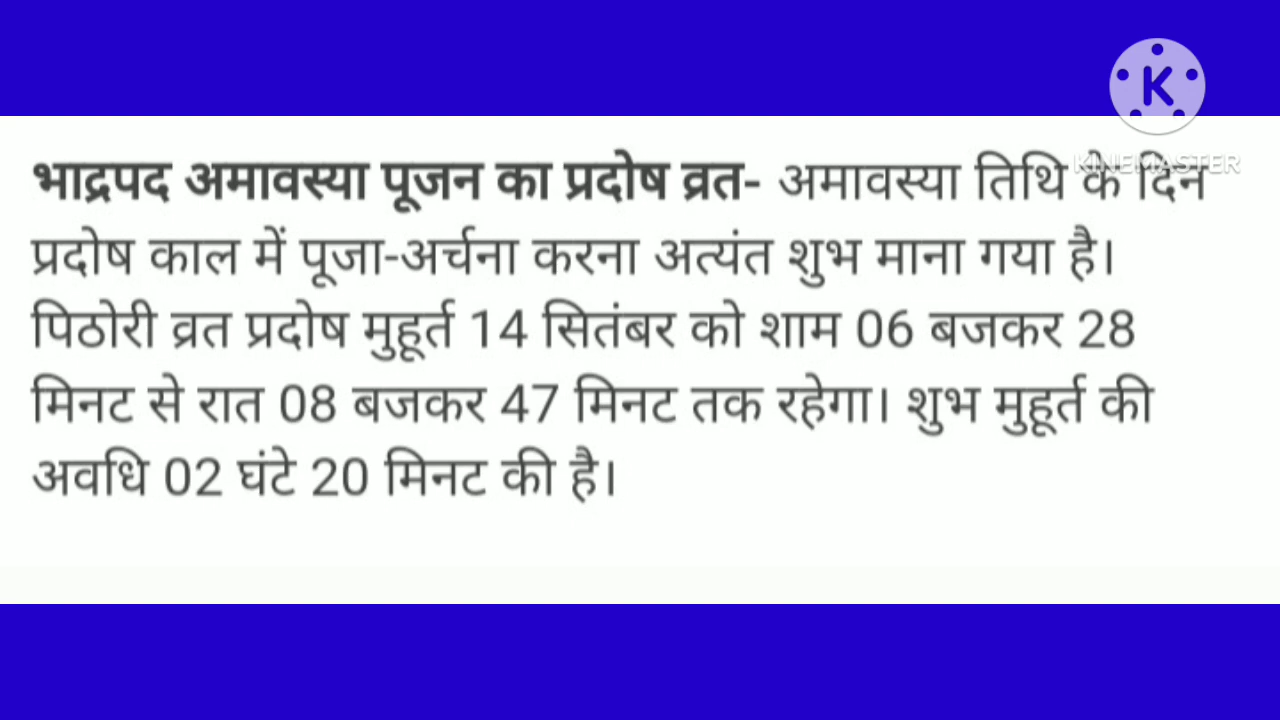 K
KINEMASTER
भाद्रपद अमावस्या पूजन का प्रदोष व्रत- अमावस्या तिथि के दिन
प्रदोष काल में पूजा-अर्चना करना अत्यंत शुभ माना गया है।
पिठोरी व्रत प्रदोष मुहूर्त 14 सितंबर को शाम 06 बजकर 28
मिनट से रात 08 बजकर 47 मिनट तक रहेगा। शुभ मुहूर्त की
अवधि 02 घंटे 20 मिनट की है।